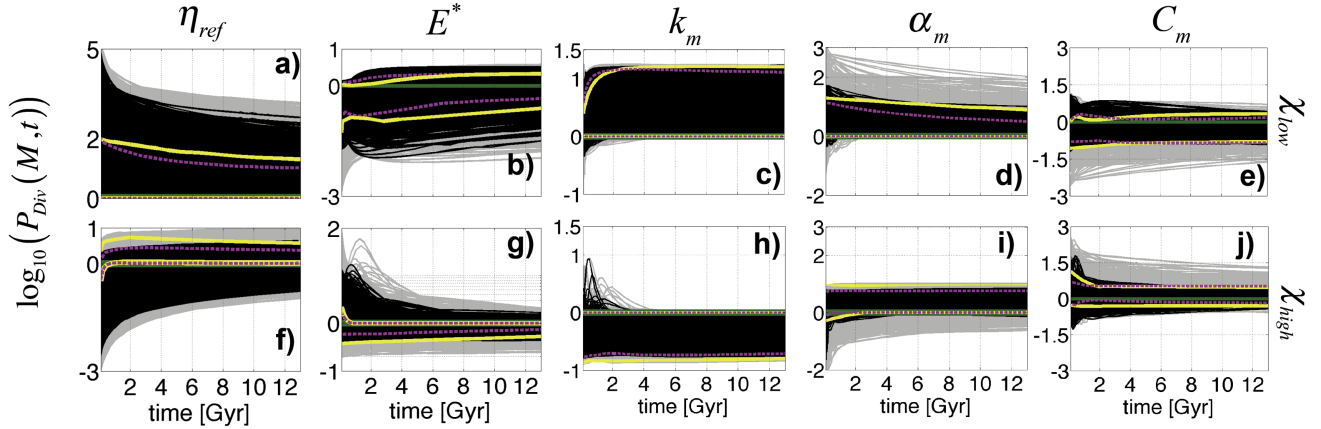 η_ref E* k_m α_m C_m
log₁₀(P_Div(M,t))
5 2 0
a)
1 0 -3
b)
1.5 1 0 -1
c)
3 2 0 -2
d)
3 1.5 0 -1.5 -3
e)
χ_low
1 0 -3
f)
2 1 0 -1
g)
1.5 1 0 -1
h)
3 2 1 0 -2
i)
3 1.5 0 -1.5 -3
j)
χ_high
2 4 6 8 10 12
2 4 6 8 10 12
2 4 6 8 10 12
2 4 6 8 10 12
2 4 6 8 10 12
time [Gyr]
time [Gyr]
time [Gyr]
time [Gyr]
time [Gyr]